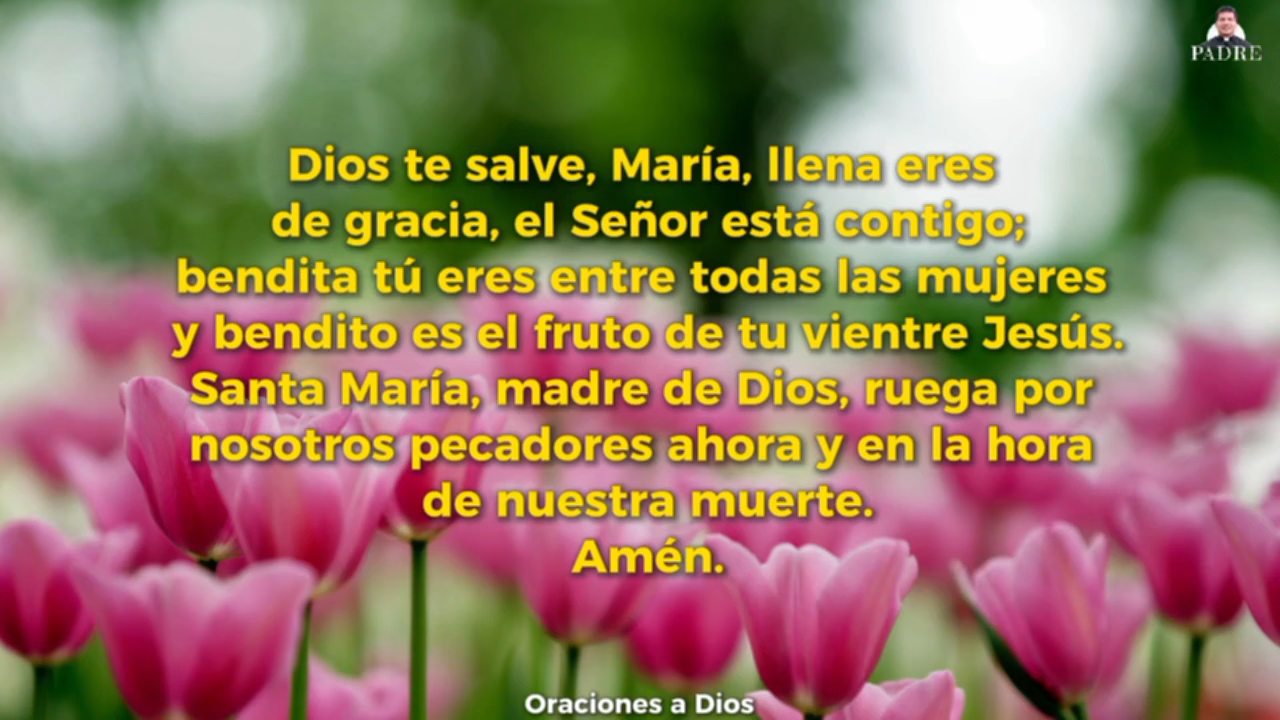 PADRE
Dios te salve, María, llena eres
de gracia, el Señor está contigo;
bendita tú eres entre todas las mujeres
y bendito es el fruto de tu vientre Jesús.
Santa María, madre de Dios, ruega por
nosotros pecadores ahora y en la hora
de nuestra muerte.
Amén.
Oraciones a Dios